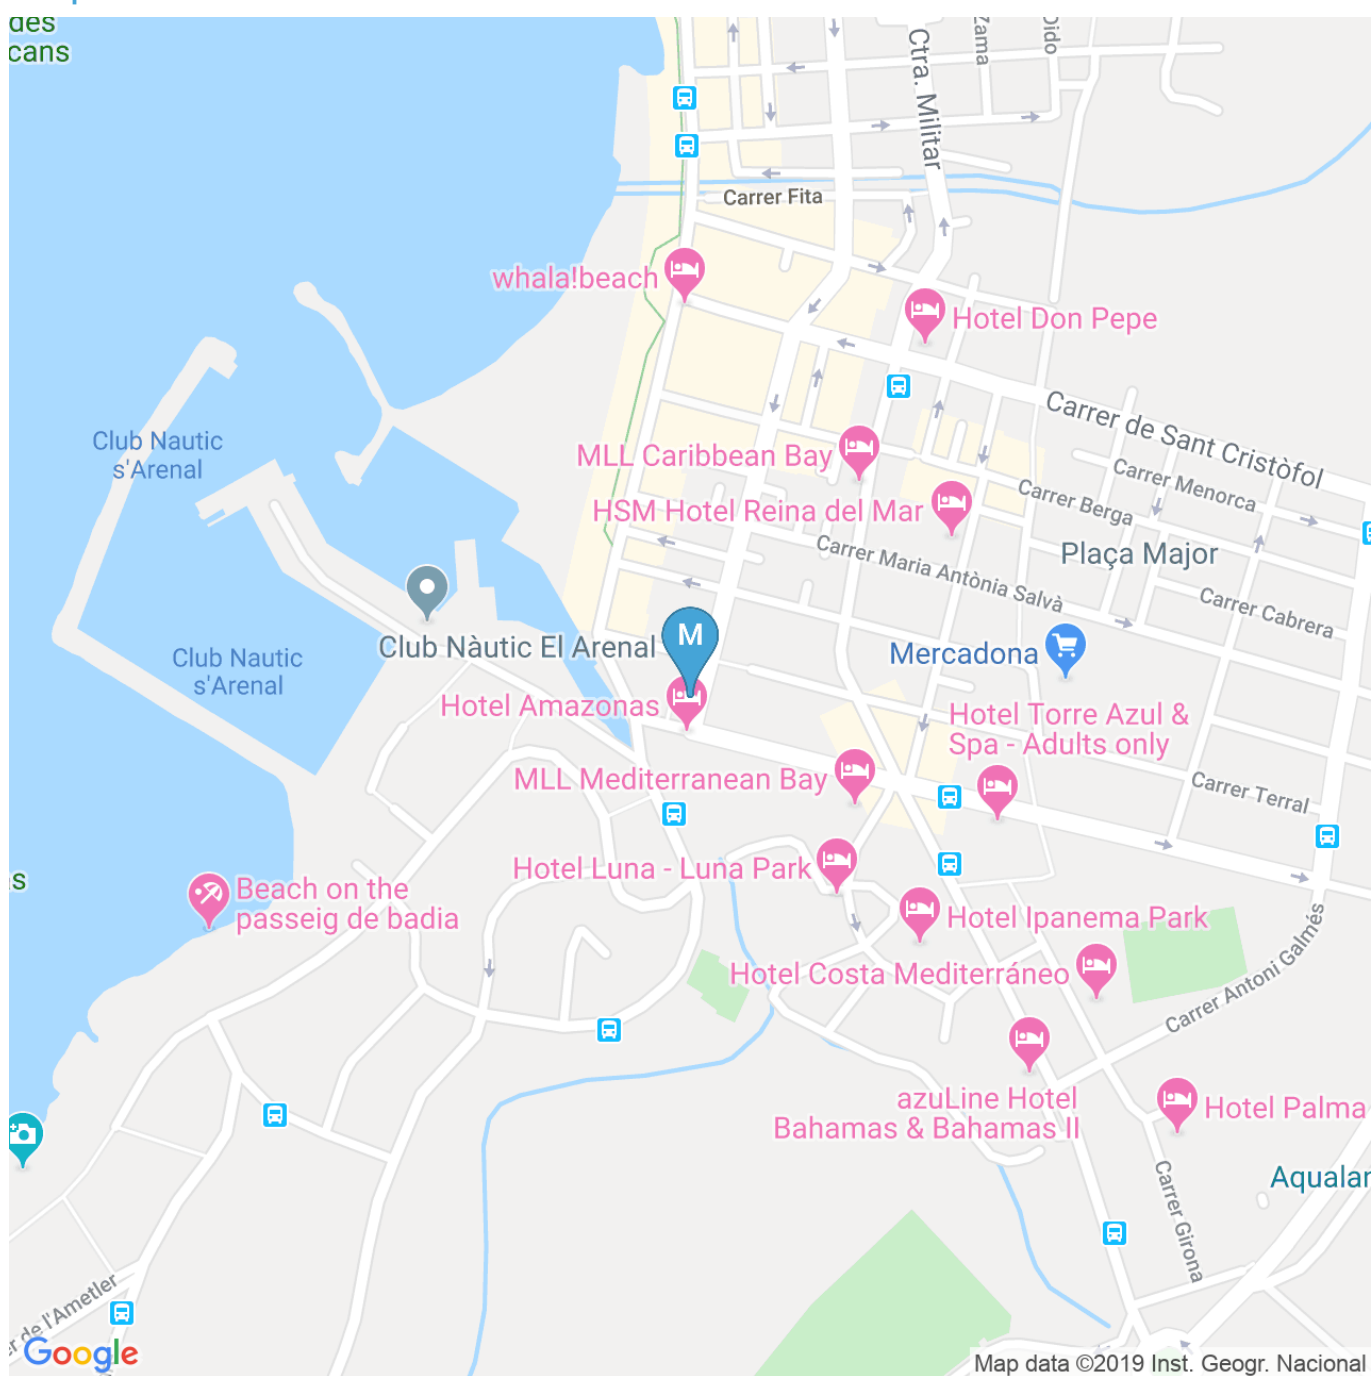 des
cans
Zama
Dido
Ctra. Militar
Carrer Fita
whala!beach
Hotel Don Pepe
Carrer de Sant Cristòfol
Club Nautic
s'Arenal
MLL Caribbean Bay
Carrer Menorca
Carrer Berga
HSM Hotel Reina del Mar
Carrer Maria Antònia Salvà
Plaça Major
Carrer Cabrera
M
Club Nàutic El Arenal
Mercadona
Club Nautic
s'Arenal
Hotel Amazonas
Hotel Torre Azul &
Spa - Adults only
MLL Mediterranean Bay
Carrer Terral
Hotel Luna - Luna Park
s
Beach on the
passeig de badia
Hotel Ipanema Park
Hotel Costa Mediterráneo
Carrer Antoni Galmés
azuLine Hotel
Bahamas & Bahamas II
Hotel Palma
Aqualan
Carrer Girona
er de l'Ametler
Google
Map data ©2019 Inst. Geogr. Nacional